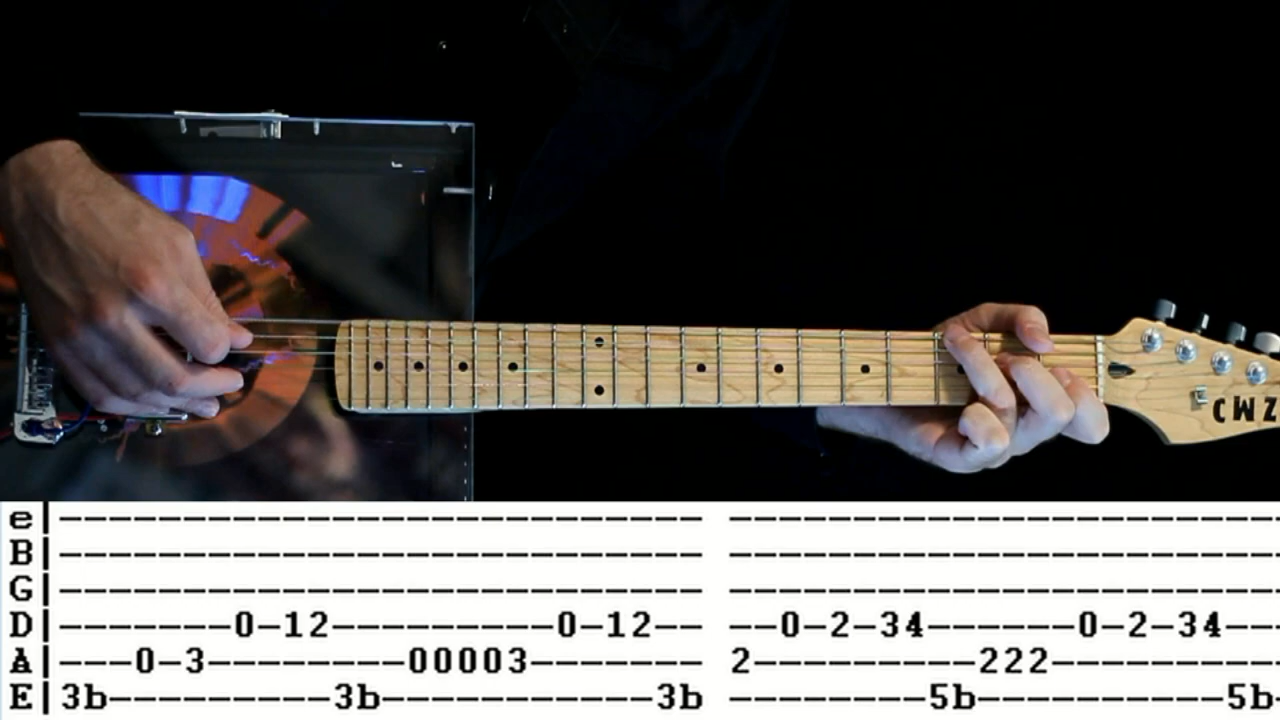 CWZ
e|-------------------------- -----------------------
B|-------------------------- -----------------------
G|-------------------------- -----------------------
D|-------0-12---------0-12-- --0-2-34------0-2-34---
A|---0-3--------00003------- 2---------222----------
E|3b---------3b-----------3b --------5b----------5b-